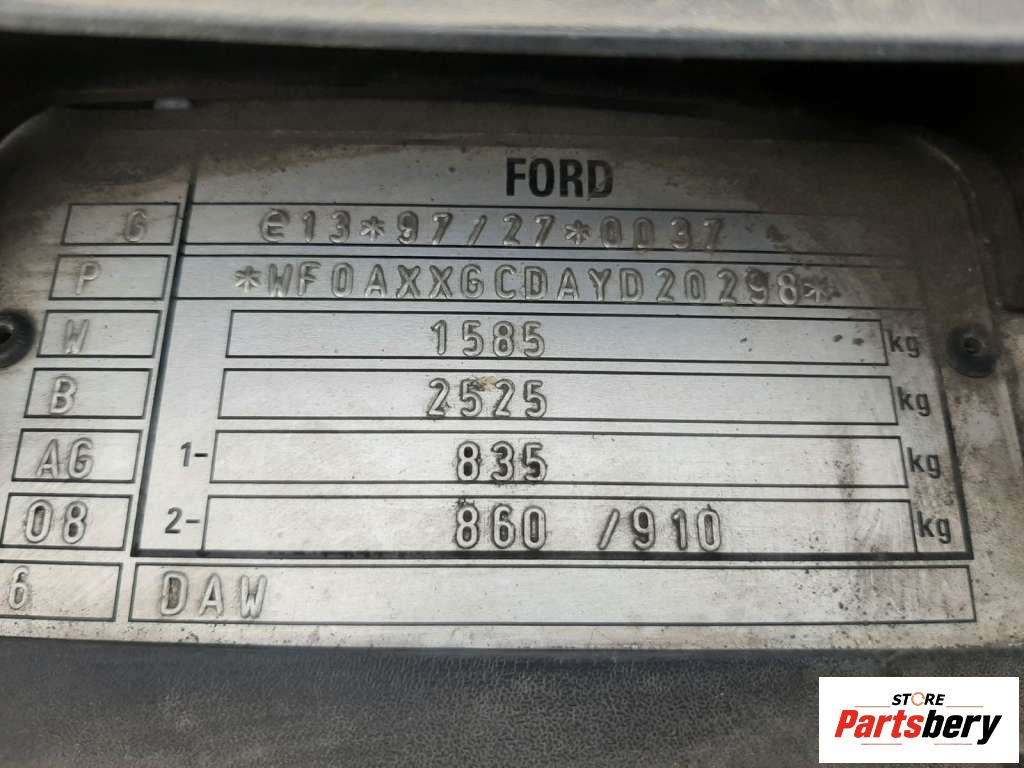 FORD
G e13*97/27*0037
P *WF0AXXGCDAYD20298*
W 1585 kg
B 2525 kg
AG 1- 835 kg
08 2- 860 /910 kg
6 DAW
STORE
Partsbery